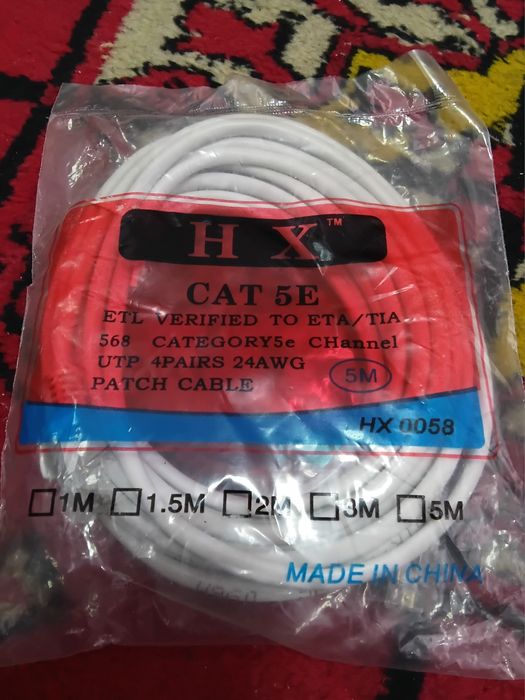 H X ™
CAT 5E
ETL VERIFIED TO ETA/TIA
568 CATEGORY5e CHannel
UTP 4PAIRS 24AWG
PATCH CABLE 5M
HX 0058
1M 1.5M 2M 3M 5M
MADE IN CHINA